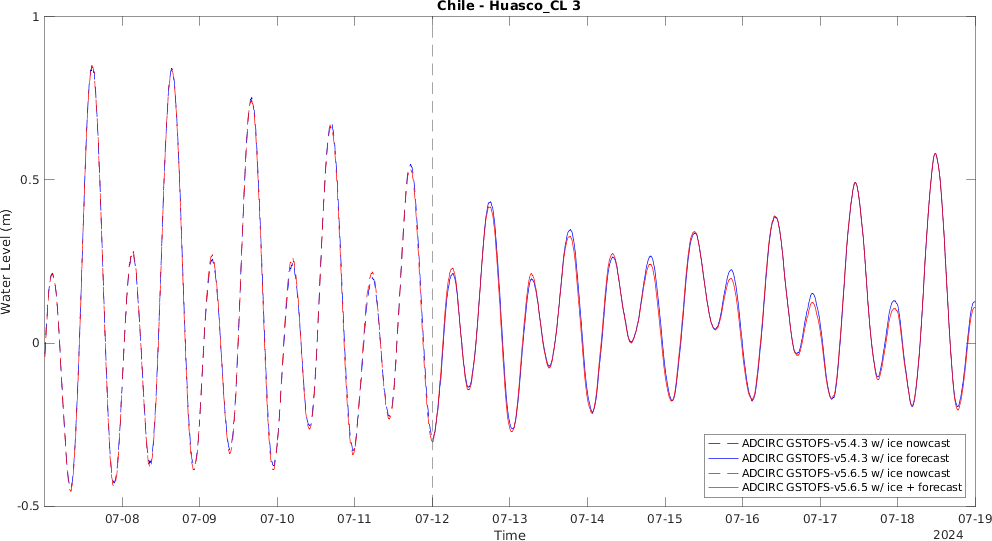 Chile - Huasco_CL 3
1
0.5
0
-0.5
Water Level (m)
07-08 07-09 07-10 07-11 07-12 07-13 07-14 07-15 07-16 07-17 07-18 07-19
Time
2024
ADCIRC GSTOFS-v5.4.3 w/ ice nowcast
ADCIRC GSTOFS-v5.4.3 w/ ice forecast
ADCIRC GSTOFS-v5.6.5 w/ ice nowcast
ADCIRC GSTOFS-v5.6.5 w/ ice + forecast